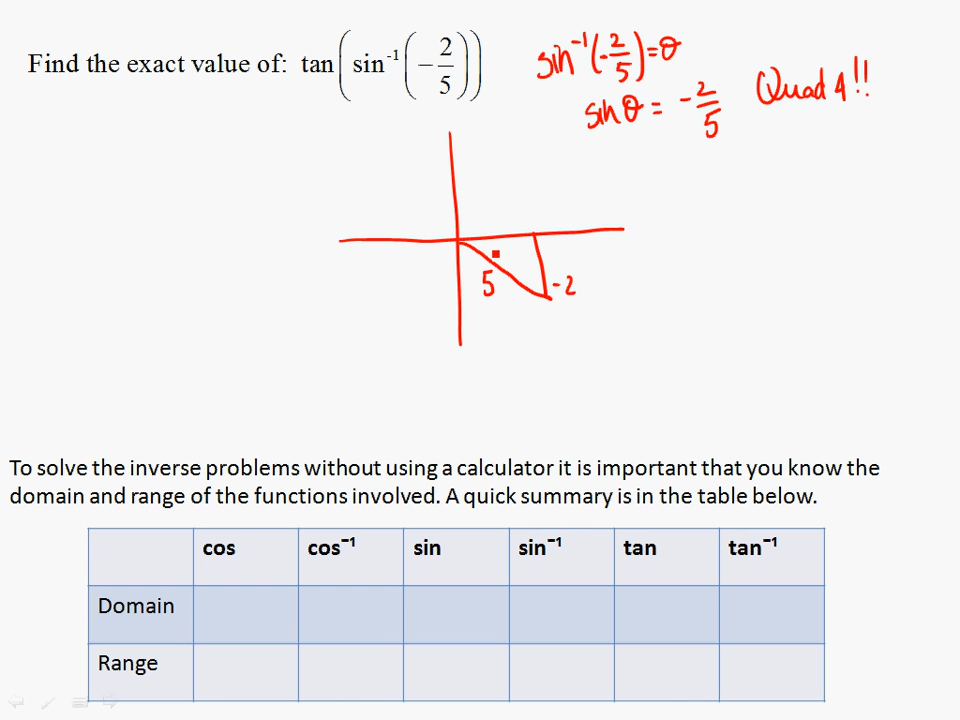 Find the exact value of: tan(sin⁻¹(−2/5))
sin⁻¹(-2/5)=θ
sin θ = -2/5
Quad 4!!
5
-2
To solve the inverse problems without using a calculator it is important that you know the
domain and range of the functions involved. A quick summary is in the table below.
cos cos⁻¹ sin sin⁻¹ tan tan⁻¹
Domain
Range